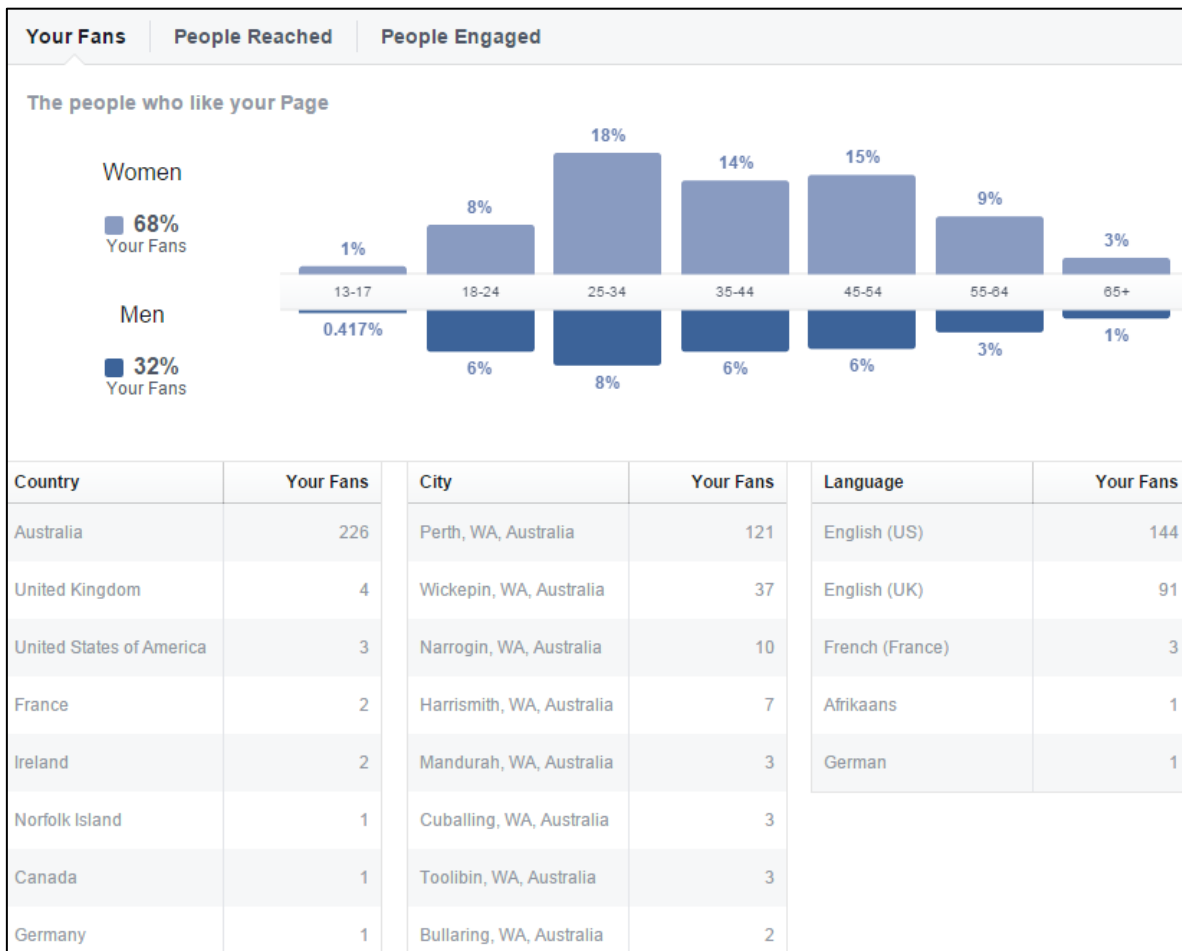 Your Fans People Reached People Engaged
The people who like your Page
Women
68%
Your Fans
1% 8% 18% 14% 15% 9% 3%
13-17 18-24 25-34 35-44 45-54 55-64 65+
Men
32%
Your Fans
0.417% 6% 8% 6% 6% 3% 1%
Country Your Fans
Australia 226
United Kingdom 4
United States of America 3
France 2
Ireland 2
Norfolk Island 1
Canada 1
Germany 1
City Your Fans
Perth, WA, Australia 121
Wickepin, WA, Australia 37
Narrogin, WA, Australia 10
Harrismith, WA, Australia 7
Mandurah, WA, Australia 3
Cuballing, WA, Australia 3
Toolibin, WA, Australia 3
Bullaring, WA, Australia 2
Language Your Fans
English (US) 144
English (UK) 91
French (France) 3
Afrikaans 1
German 1